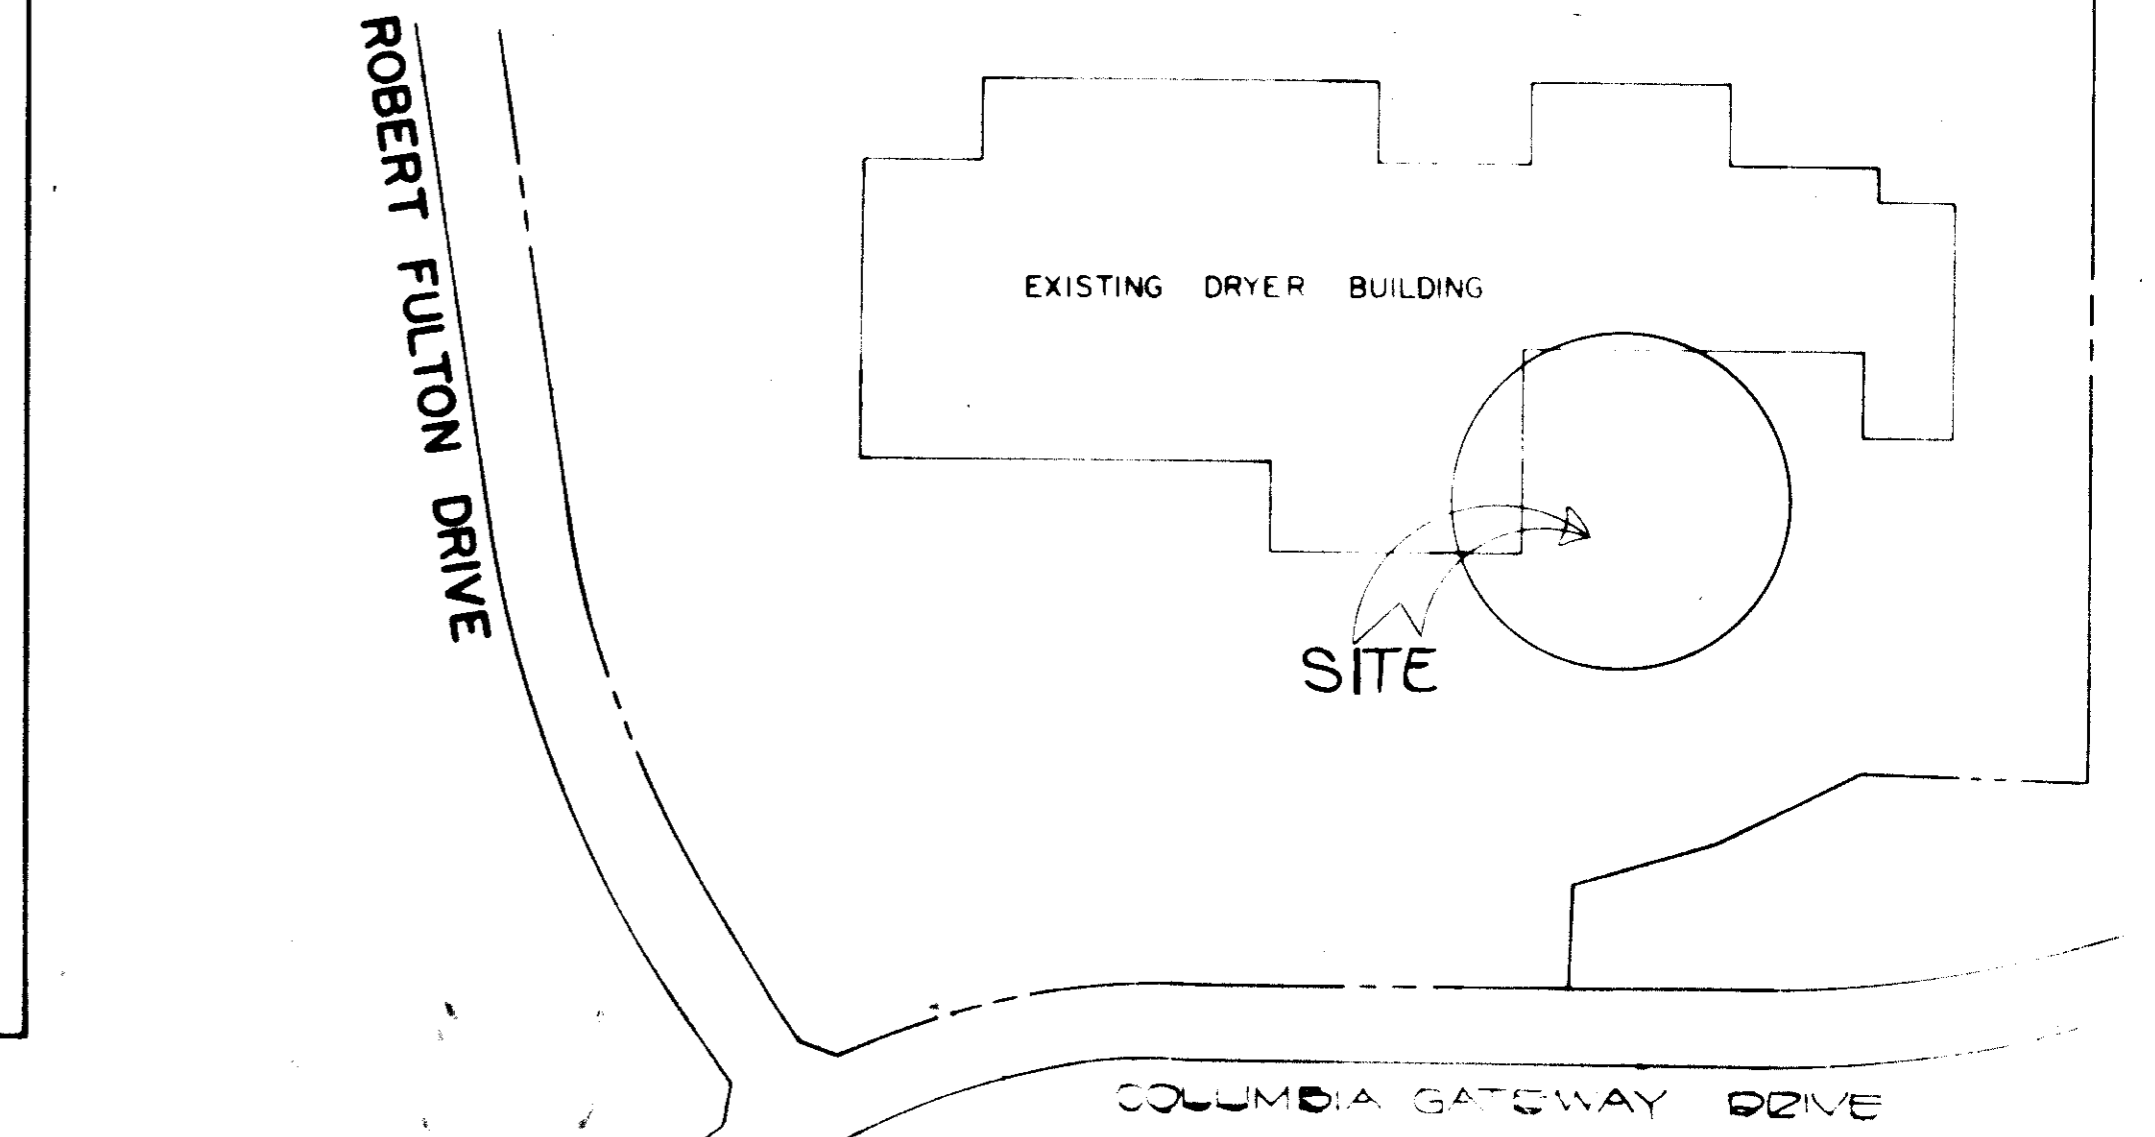 ROBERT FULTON DRIVE
EXISTING DRYER BUILDING
SITE
COLUMBIA GATEWAY DRIVE